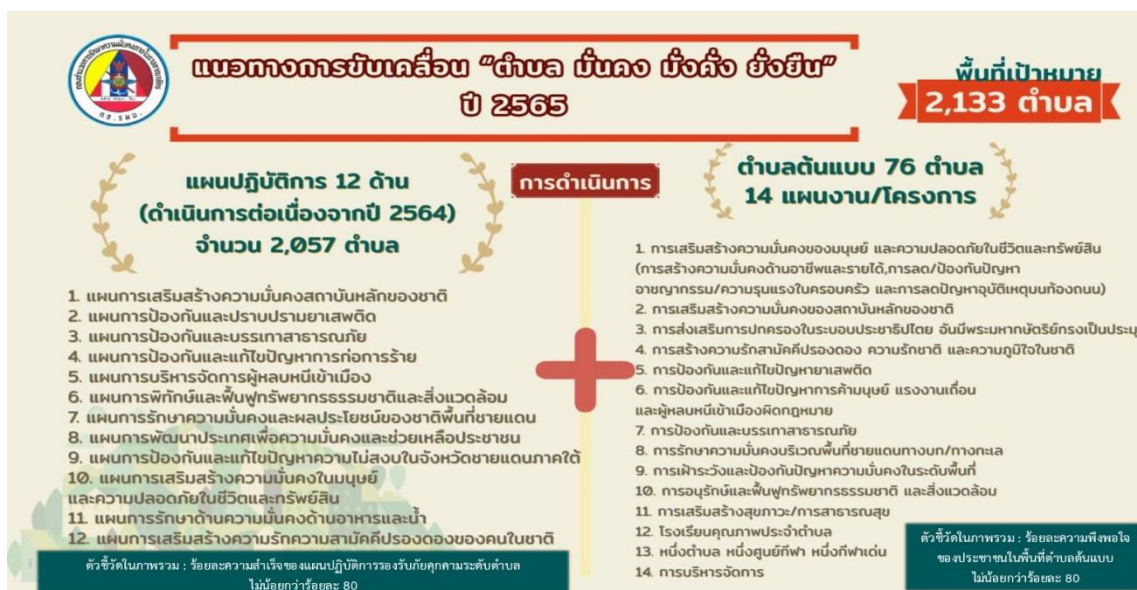 แนวทางการขับเคลื่อน “ตำบล มั่นคง มั่งคั่ง ยั่งยืน”
ปี 2565
พื้นที่เป้าหมาย
2,133 ตำบล
กอ.รมน.
แผนปฏิบัติการ 12 ด้าน
(ดำเนินการต่อเนื่องจากปี 2564)
จำนวน 2,057 ตำบล
1. แผนการเสริมสร้างความมั่นคงสถาบันหลักของชาติ
2. แผนการป้องกันและปราบปรามยาเสพติด
3. แผนการป้องกันและบรรเทาสาธารณภัย
4. แผนการป้องกันและแก้ไขปัญหาการก่อการร้าย
5. แผนการบริหารจัดการผู้หลบหนีเข้าเมือง
6. แผนการพิทักษ์และฟื้นฟูทรัพยากรธรรมชาติและสิ่งแวดล้อม
7. แผนการรักษาความมั่นคงและผลประโยชน์ของชาติพื้นที่ชายแดน
8. แผนการพัฒนาประเทศเพื่อความมั่นคงและช่วยเหลือประชาชน
9. แผนการป้องกันและแก้ไขปัญหาความไม่สงบในจังหวัดชายแดนภาคใต้
10. แผนการเสริมสร้างความมั่นคงในมนุษย์
และความปลอดภัยในชีวิตและทรัพย์สิน
11. แผนการรักษาด้านความมั่นคงด้านอาหารและน้ำ
12. แผนการเสริมสร้างความรักความสามัคคีปรองดองของคนในชาติ
ตัวชี้วัดในภาพรวม : ร้อยละความสำเร็จของแผนปฏิบัติการรองรับภัยคุกคามระดับตำบล
ไม่น้อยกว่าร้อยละ 80
การดำเนินการ
ตำบลต้นแบบ 76 ตำบล
14 แผนงาน/โครงการ
1. การเสริมสร้างความมั่นคงของมนุษย์ และความปลอดภัยในชีวิตและทรัพย์สิน
(การสร้างความมั่นคงด้านอาชีพและรายได้,การลด/ป้องกันปัญหา
อาชญากรรม/ความรุนแรงในครอบครัว และการลดปัญหาอุบัติเหตุบนท้องถนน)
2. การเสริมสร้างความมั่นคงของสถาบันหลักของชาติ
3. การส่งเสริมการปกครองในระบอบประชาธิปไตย อันมีพระมหากษัตริย์ทรงเป็นประมุ
4. การสร้างความรักสามัคคีปรองดอง ความรักชาติ และความภูมิใจในชาติ
5. การป้องกันและแก้ไขปัญหายาเสพติด
6. การป้องกันและแก้ไขปัญหาการค้ามนุษย์ แรงงานเถื่อน
และผู้หลบหนีเข้าเมืองผิดกฎหมาย
7. การป้องกันและบรรเทาสาธารณภัย
8. การรักษาความมั่นคงบริเวณพื้นที่ชายแดนทางบก/ทางทะเล
9. การเฝ้าระวังและป้องกันปัญหาความมั่นคงในระดับพื้นที่
10. การอนุรักษ์และฟื้นฟูทรัพยากรธรรมชาติ และสิ่งแวดล้อม
11. การเสริมสร้างสุขภาวะ/การสาธารณสุข
12. โรงเรียนคุณภาพประจำตำบล
13. หนึ่งตำบล หนึ่งศูนย์กีฬา หนึ่งกีฬาเด่น
14. การบริหารจัดการ
ตัวชี้วัดในภาพรวม : ร้อยละความพึงพอใจ
ของประชาชนในพื้นที่ตำบลต้นแบบ
ไม่น้อยกว่าร้อยละ 80